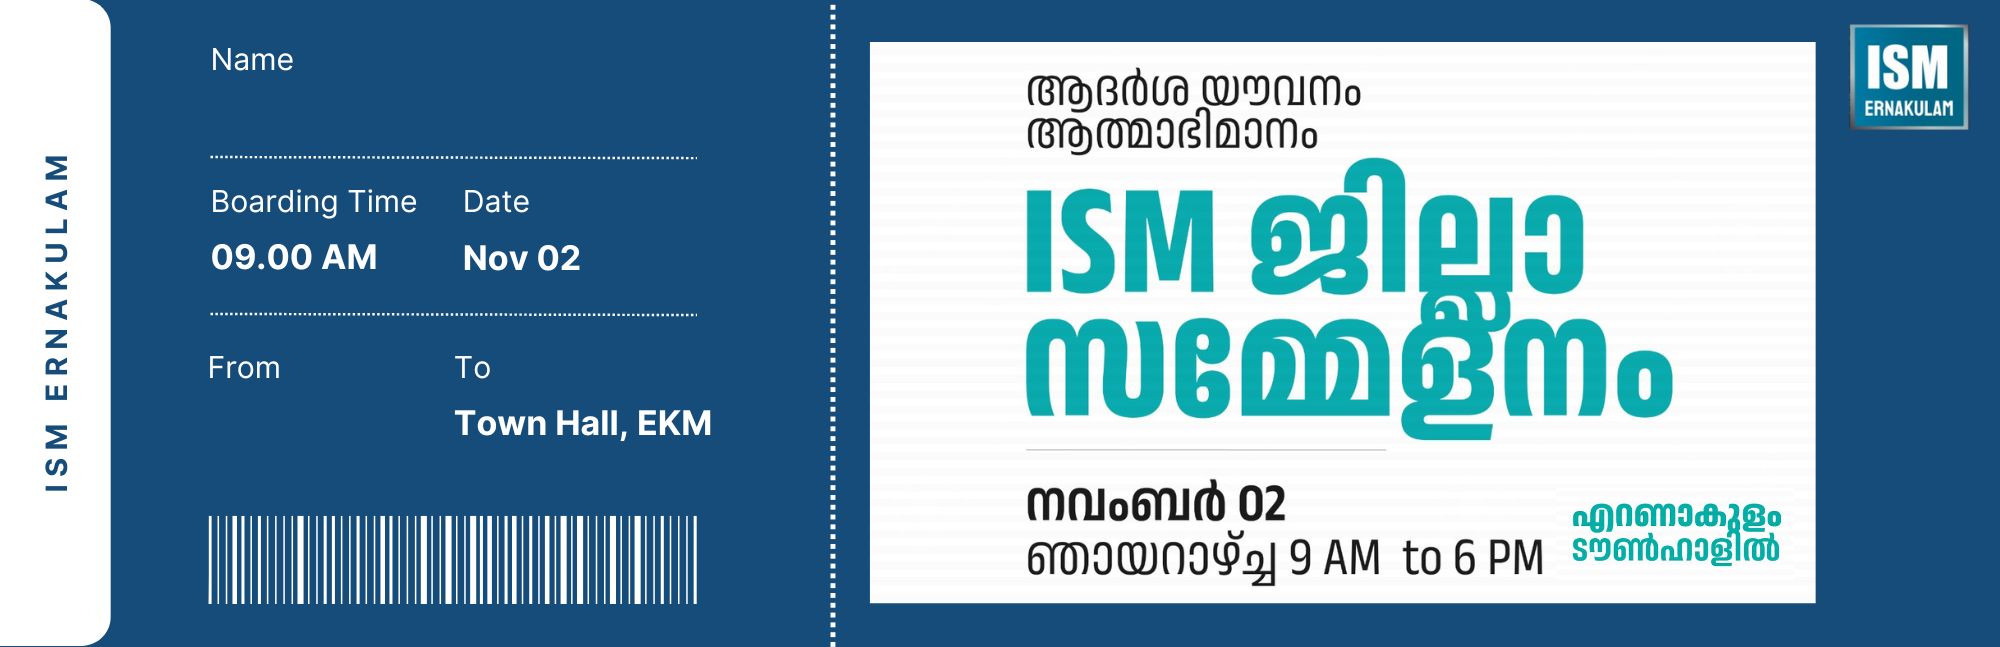 ISM ERNAKULAM
Name
Boarding Time
Date
09.00 AM
Nov 02
From
To
Town Hall, EKM
ആദർശ യൗവനം
ആത്മാഭിമാനം
ISM ജില്ലാ
സമ്മേളനം
നവംബർ 02
ഞായറാഴ്ച്ച 9 AM to 6 PM
എറണാകുളം
ടൗൺഹാളിൽ
ISM
ERNAKULAM